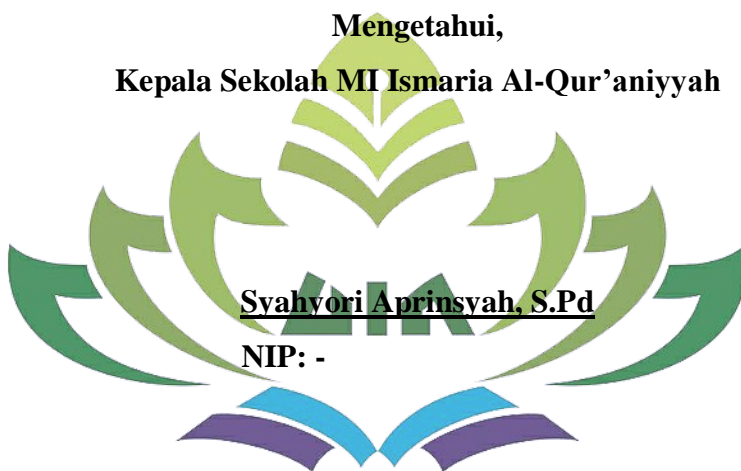 Mengetahui,
Kepala Sekolah MI Ismaria Al-Qur’aniyyah
Syahyori Aprinsyah, S.Pd
NIP: -